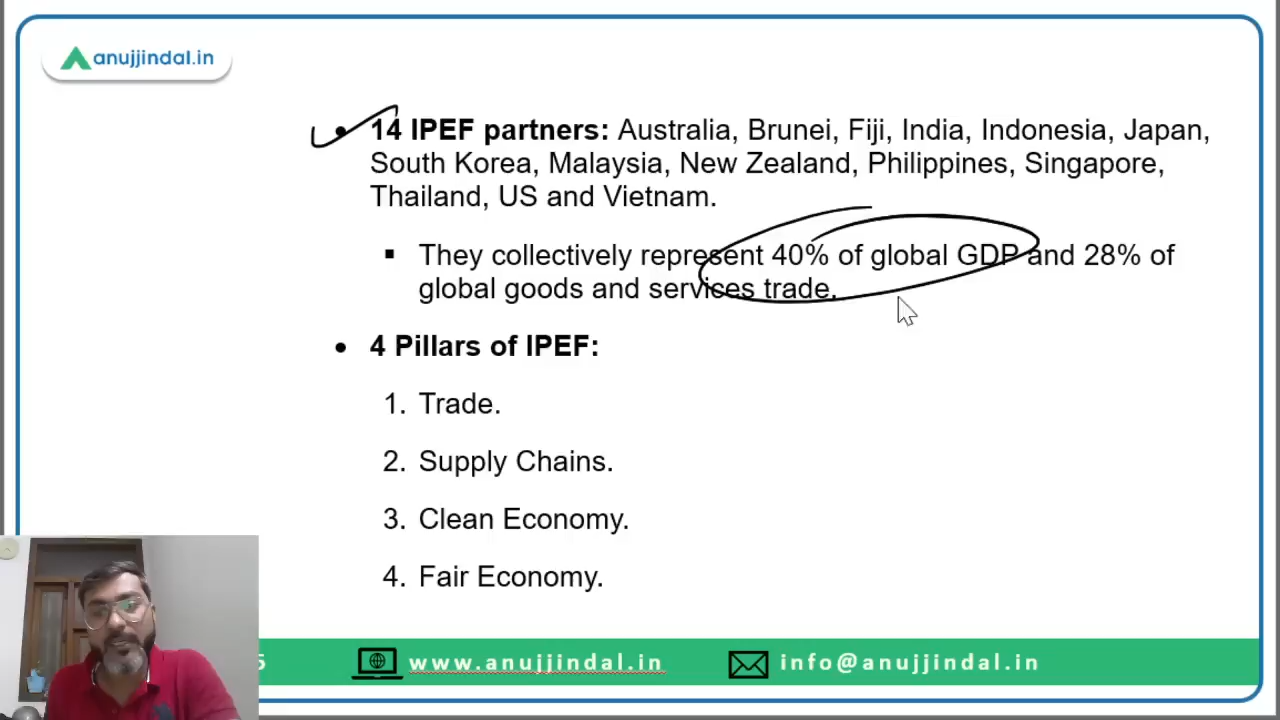 anujjindal.in
• 14 IPEF partners: Australia, Brunei, Fiji, India, Indonesia, Japan,
South Korea, Malaysia, New Zealand, Philippines, Singapore,
Thailand, US and Vietnam.
▪ They collectively represent 40% of global GDP and 28% of
global goods and services trade.
• 4 Pillars of IPEF:
1. Trade.
2. Supply Chains.
3. Clean Economy.
4. Fair Economy.
5 www.anujjindal.in info@anujjindal.in